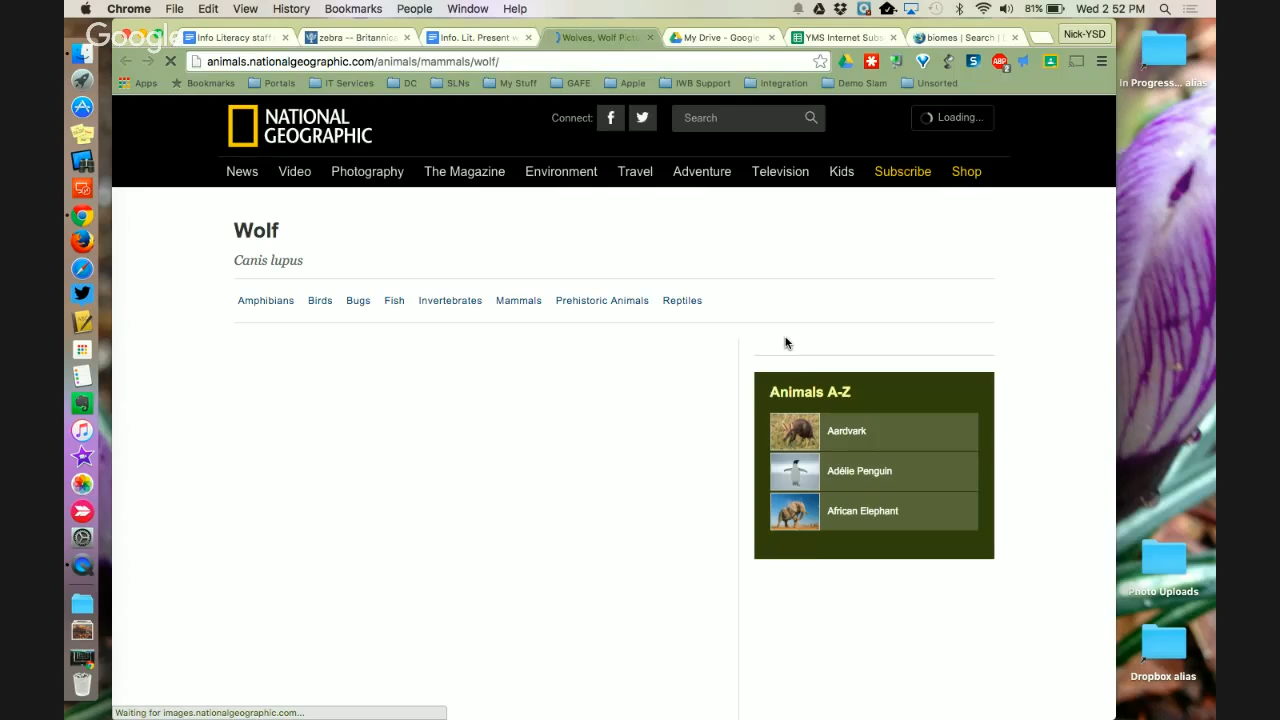 Chrome File Edit View History Bookmarks People Window Help
81% Wed 2 52 PM
Google
Info Literacy staff
zebra -- Britannica
Info. Lit. Present w
Wolves, Wolf Pictu
My Drive - Google
YMS Internet Subs
biomes | Search | L
Nick-YSD
animals.nationalgeographic.com/animals/mammals/wolf/
Apps Bookmarks Portals IT Services DC SLNs My Stuff GAFE Apple IWB Support Integration Demo Slam Unsorted
In Progress... alias
NATIONAL
GEOGRAPHIC
Connect:
Search
Loading...
News Video Photography The Magazine Environment Travel Adventure Television Kids Subscribe Shop
Wolf
Canis lupus
Amphibians Birds Bugs Fish Invertebrates Mammals Prehistoric Animals Reptiles
Animals A-Z
Aardvark
Adélie Penguin
African Elephant
Photo Uploads
Dropbox alias
Waiting for images.nationalgeographic.com...